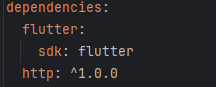 dependencies:
  flutter:
    sdk: flutter
  http: ^1.0.0